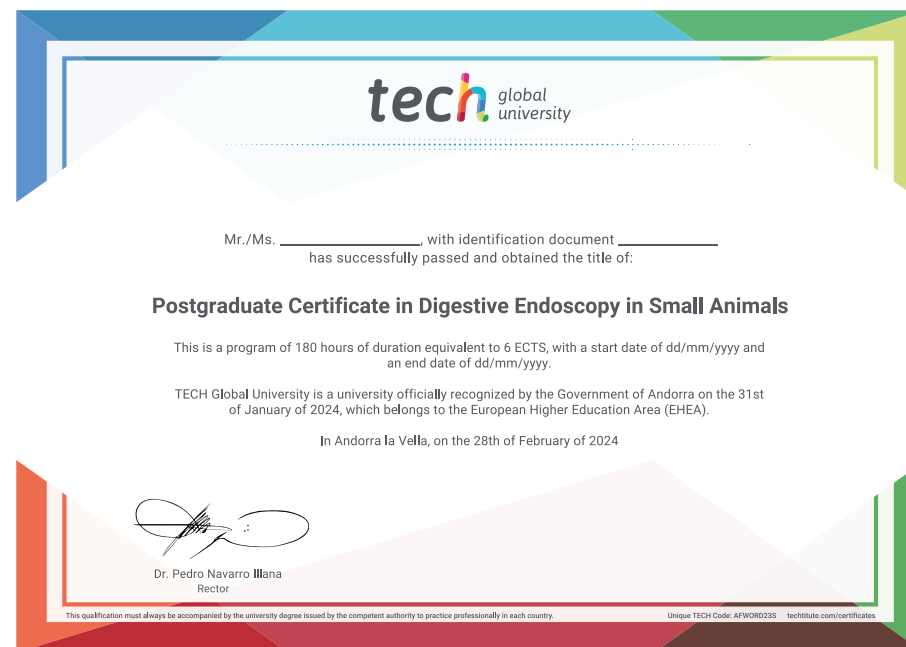 tech global
university
Mr./Ms. ________________, with identification document ___________
has successfully passed and obtained the title of:
Postgraduate Certificate in Digestive Endoscopy in Small Animals
This is a program of 180 hours of duration equivalent to 6 ECTS, with a start date of dd/mm/yyyy and
an end date of dd/mm/yyyy.
TECH Global University is a university officially recognized by the Government of Andorra on the 31st
of January of 2024, which belongs to the European Higher Education Area (EHEA).
In Andorra la Vella, on the 28th of February of 2024
Dr. Pedro Navarro Illana
Rector
This qualification must always be accompanied by the university degree issued by the competent authority to practice professionally in each country. Unique TECH Code: AFWORD23S techtitute.com/certificates